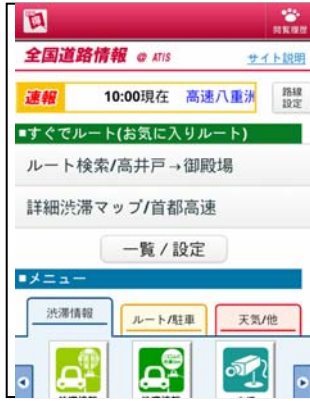 閲覧履歴
全国道路情報 @ ATIS
サイト説明
速報 10:00現在 高速八重洲
路線
設定
■すぐでルート(お気に入りルート)
ルート検索/高井戸→御殿場
詳細渋滞マップ/首都高速
一覧 / 設定
■メニュー
渋滞情報 ルート/駐車 天気/他